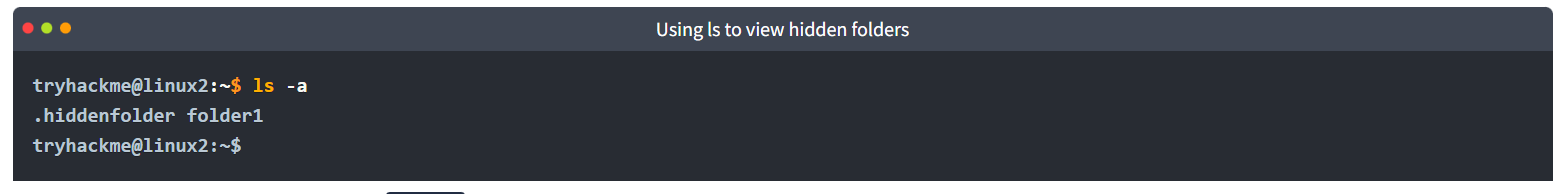 Using ls to view hidden folders
tryhackme@linux2:~$ ls -a
.hiddenfolder folder1
tryhackme@linux2:~$